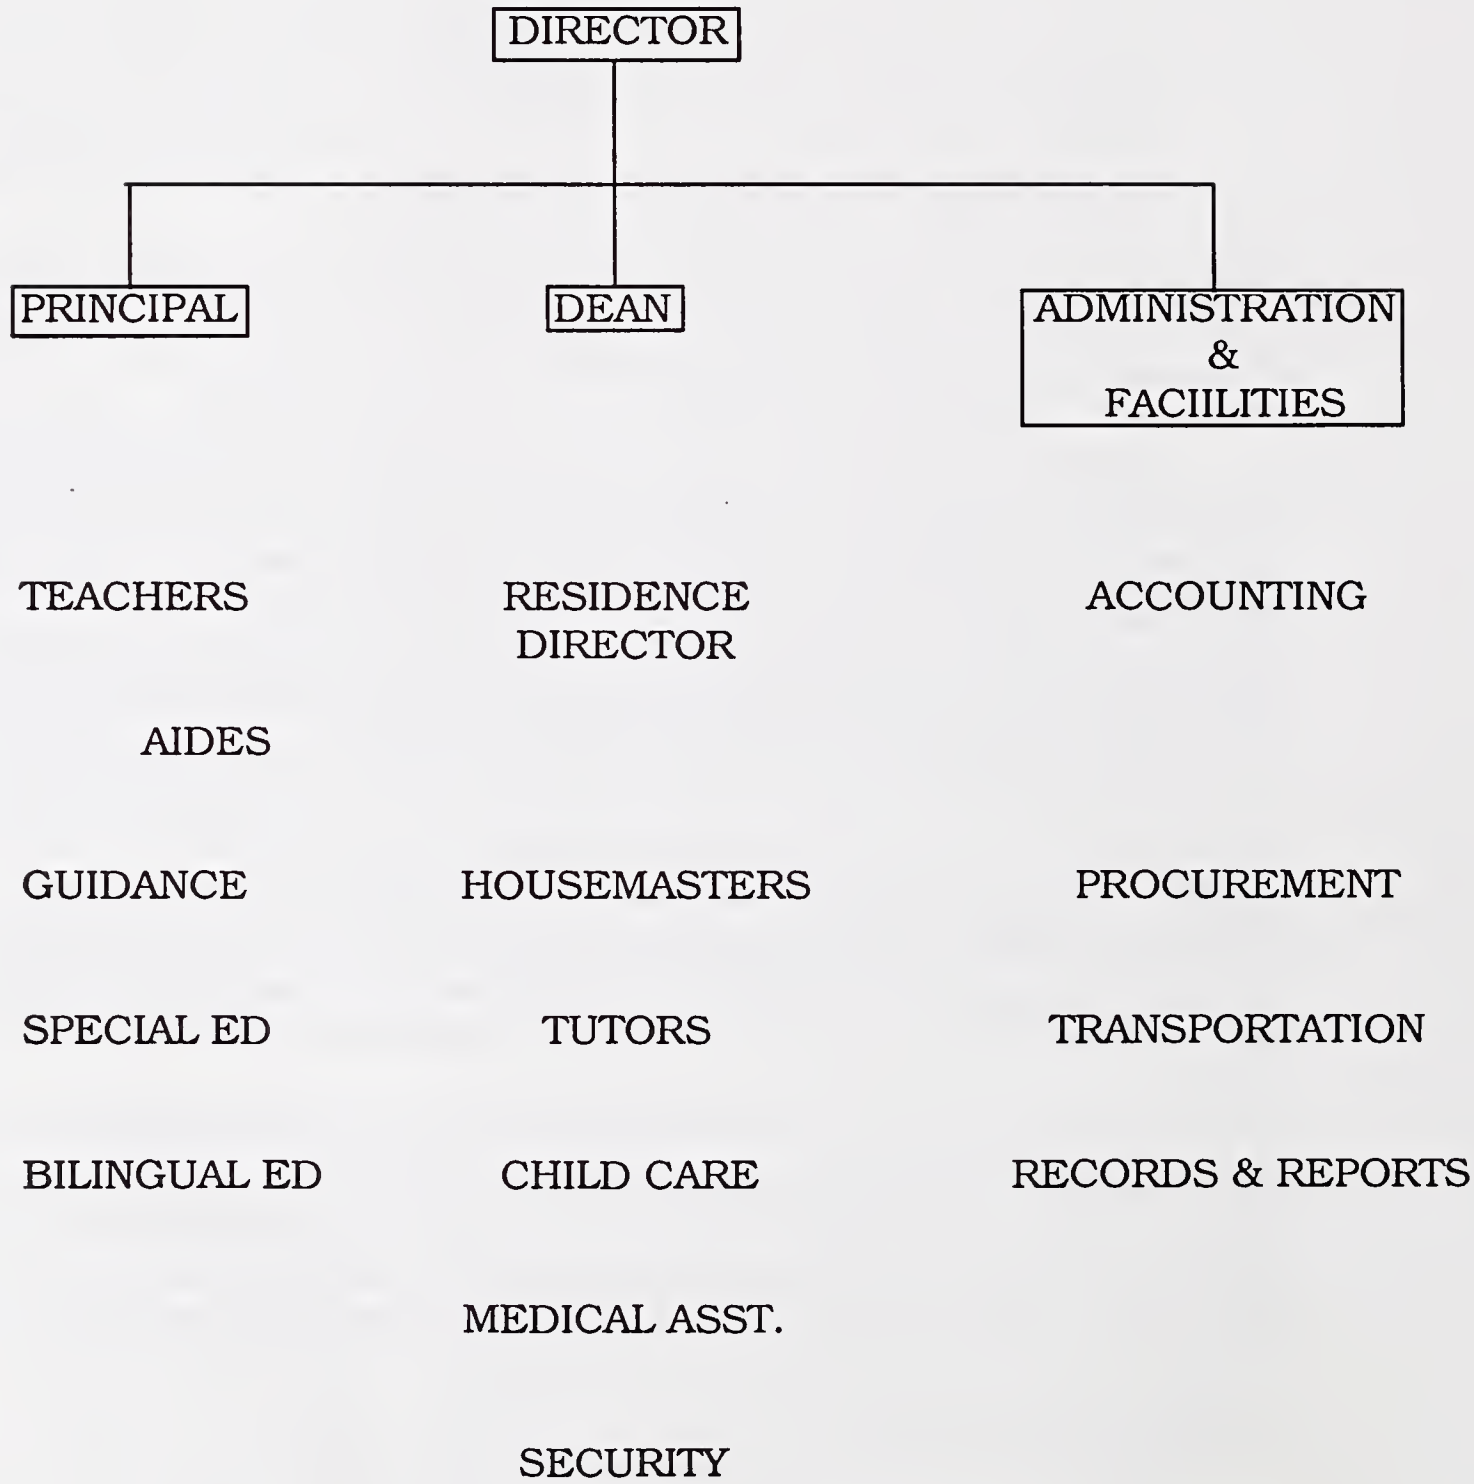 DIRECTOR
PRINCIPAL
DEAN
ADMINISTRATION
&
FACIILITIES
TEACHERS
RESIDENCE
DIRECTOR
ACCOUNTING
AIDES
GUIDANCE
HOUSEMASTERS
PROCUREMENT
SPECIAL ED
TUTORS
TRANSPORTATION
BILINGUAL ED
CHILD CARE
RECORDS & REPORTS
MEDICAL ASST.
SECURITY